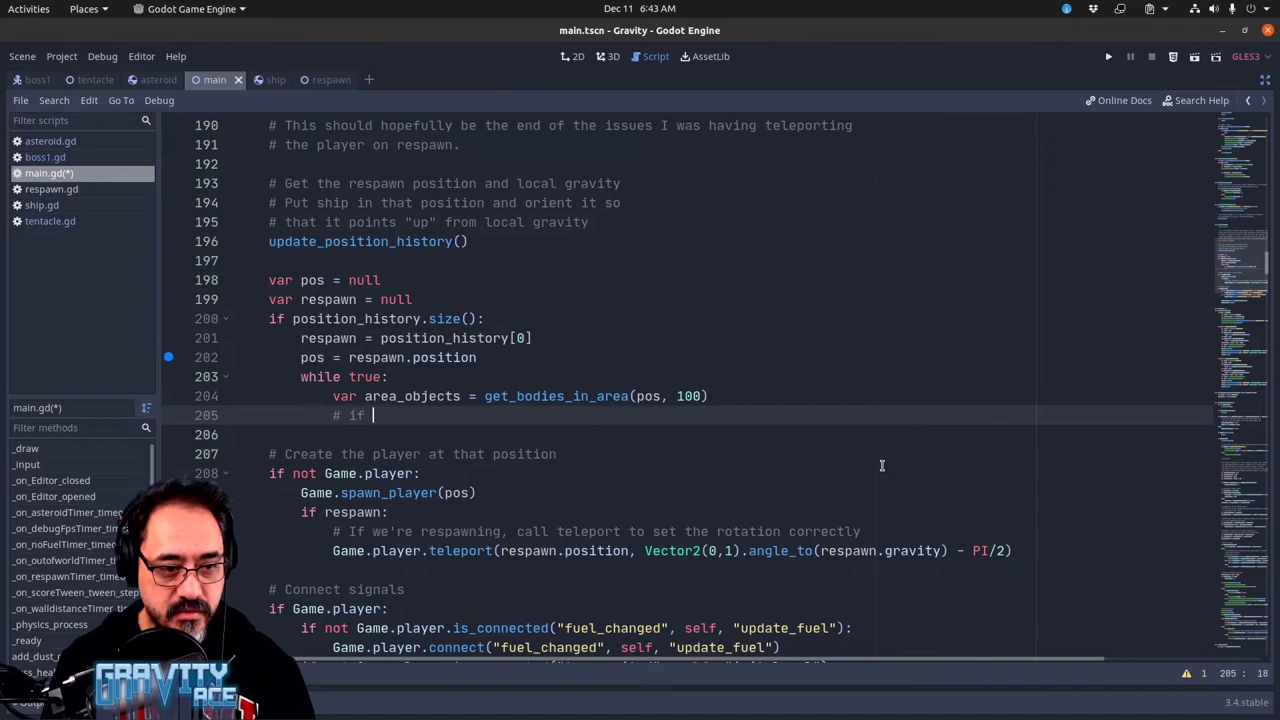 Activities Places Godot Game Engine Dec 11 6:43 AM
main.tscn - Gravity - Godot Engine
Scene Project Debug Editor Help 2D 3D Script AssetLib GLES3
boss1 tentacle asteroid main ship respawn
File Search Edit Go To Debug Online Docs Search Help
Filter scripts
asteroid.gd
boss1.gd
main.gd(*)
respawn.gd
ship.gd
tentacle.gd
main.gd(*)
Filter methods
_draw
_input
_on_Editor_closed
_on_Editor_opened
_on_asteroidTimer_timeo
_on_debugFpsTimer_timeo
_on_noFuelTimer_timeo
_on_outofworldTimer_t
_on_respawnTimer_time
_on_scoreTween_tween_step
_on_walldistanceTimer_t
_physics_process
_ready
add_dust_
190 # This should hopefully be the end of the issues I was having teleporting
191 # the player on respawn.
192
193 # Get the respawn position and local gravity
194 # Put ship in that position and orient it so
195 # that it points "up" from local gravity
196 update_position_history()
197
198 var pos = null
199 var respawn = null
200 if position_history.size():
201 respawn = position_history[0]
202 pos = respawn.position
203 while true:
204 var area_objects = get_bodies_in_area(pos, 100)
205 # if
206
207 # Create the player at that position
208 if not Game.player:
Game.spawn_player(pos)
if respawn:
# If we're respawning, use teleport to set the rotation correctly
Game.player.teleport(respawn.position, Vector2(0,1).angle_to(respawn.gravity) - PI/2)
# Connect signals
if Game.player:
if not Game.player.is_connected("fuel_changed", self, "update_fuel"):
Game.player.connect("fuel_changed", self, "update_fuel")
1 205 : 18
3.4.stable
GRAVITY
ACE